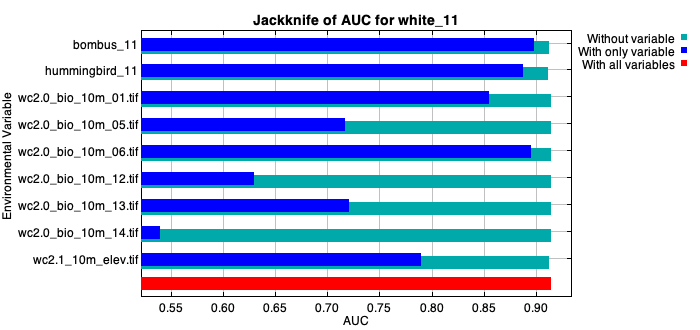 Jackknife of AUC for white_11
Environmental Variable
bombus_11
hummingbird_11
wc2.0_bio_10m_01.tif
wc2.0_bio_10m_05.tif
wc2.0_bio_10m_06.tif
wc2.0_bio_10m_12.tif
wc2.0_bio_10m_13.tif
wc2.0_bio_10m_14.tif
wc2.1_10m_elev.tif
0.55 0.60 0.65 0.70 0.75 0.80 0.85 0.90
AUC
Without variable
With only variable
With all variables